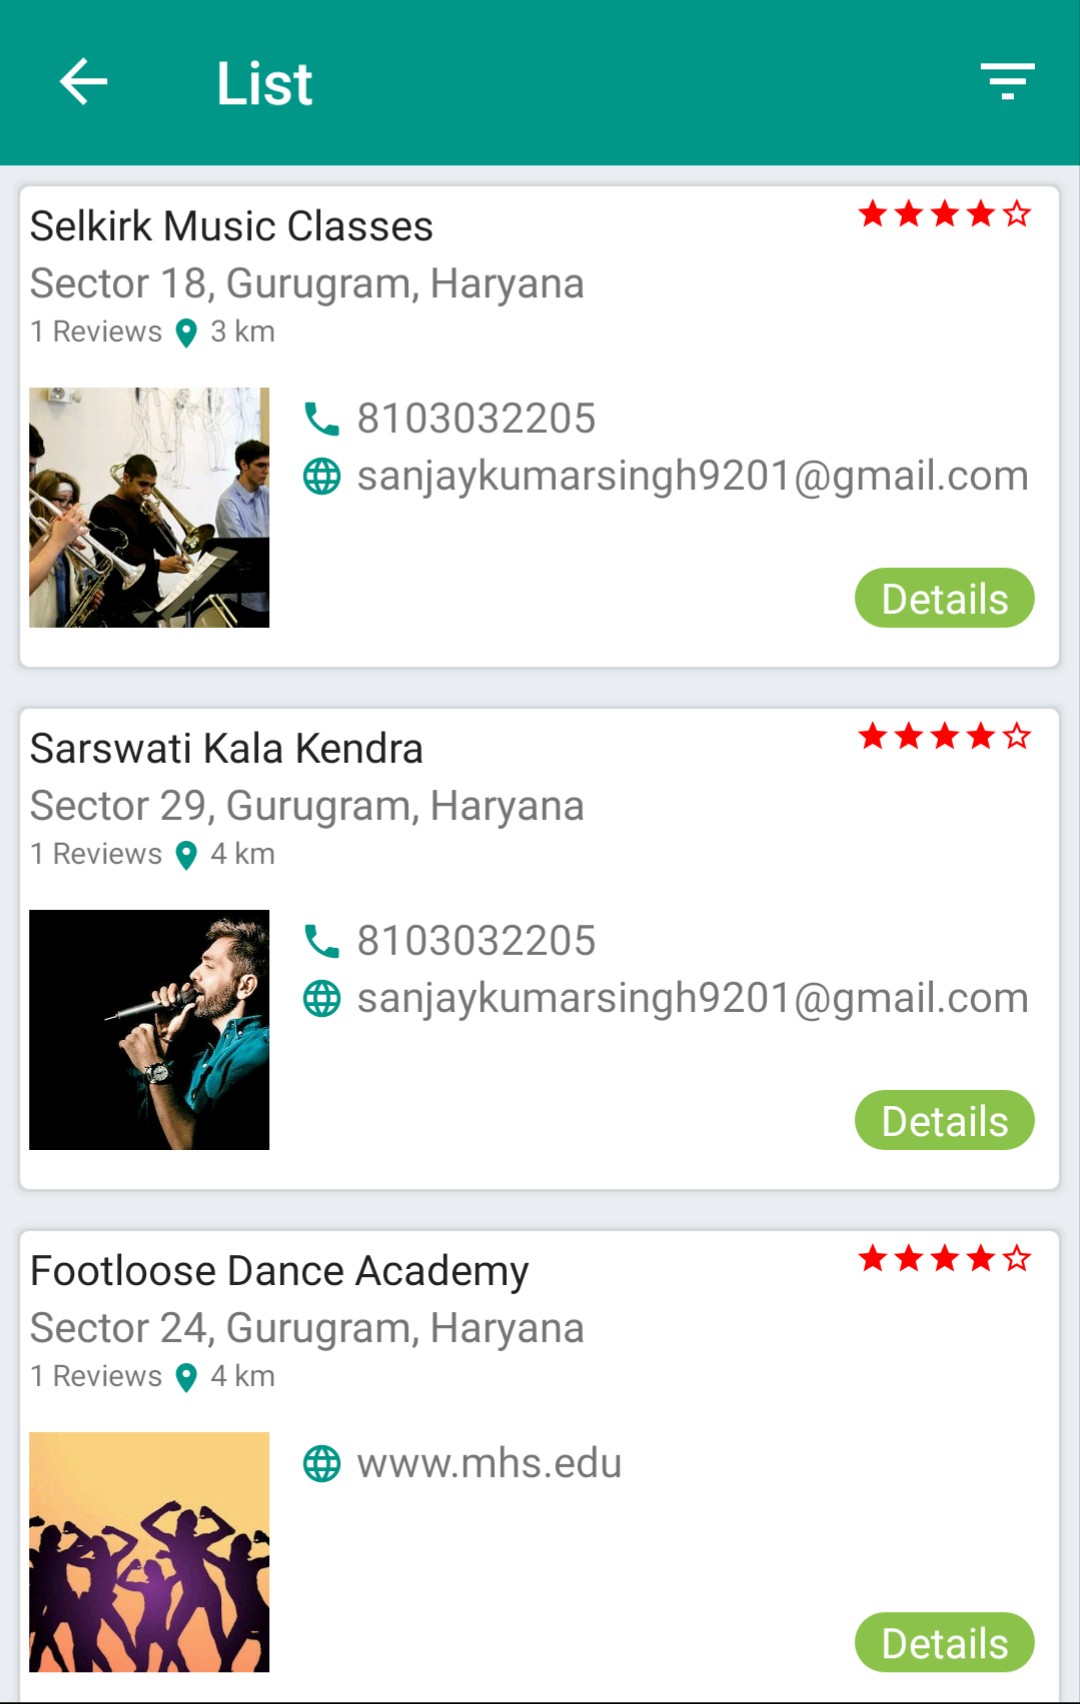 List
Selkirk Music Classes
Sector 18, Gurugram, Haryana
1 Reviews 3 km
8103032205
sanjaykumarsingh9201@gmail.com
Details
Sarswati Kala Kendra
Sector 29, Gurugram, Haryana
1 Reviews 4 km
8103032205
sanjaykumarsingh9201@gmail.com
Details
Footloose Dance Academy
Sector 24, Gurugram, Haryana
1 Reviews 4 km
www.mhs.edu
Details